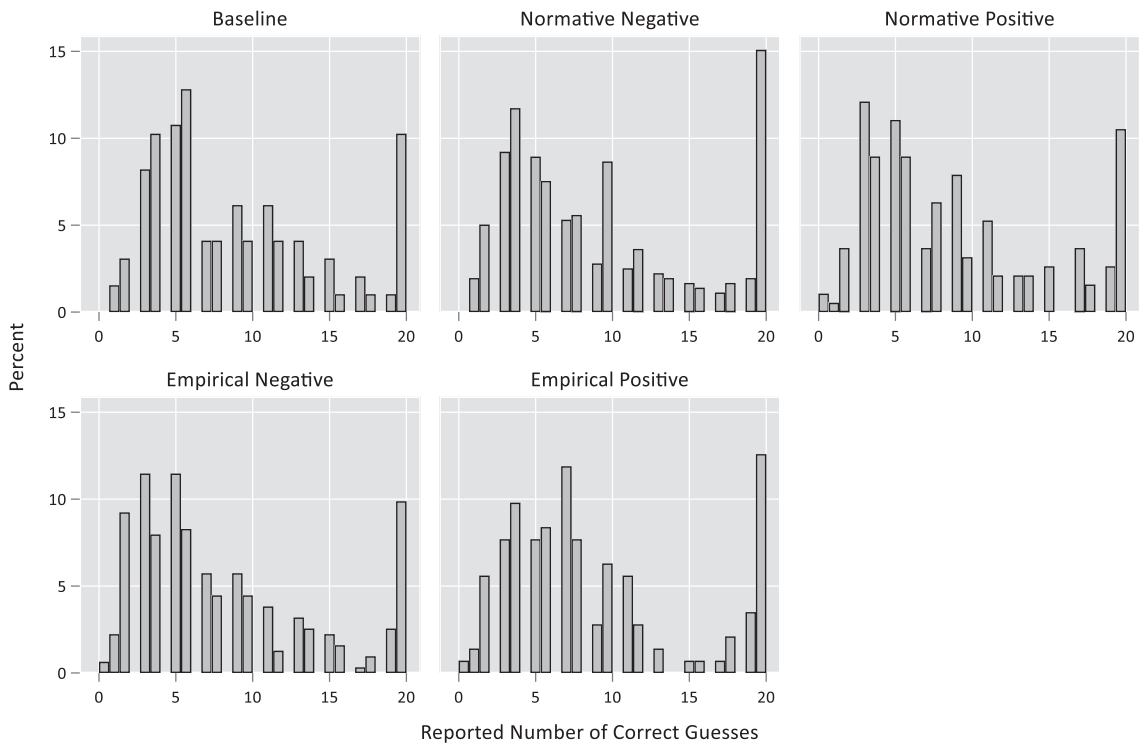 Baseline
Normative Negative
Normative Positive
15
10
5
0
0 5 10 15 20
0 5 10 15 20
0 5 10 15 20
Percent
Empirical Negative
Empirical Positive
15
10
5
0
0 5 10 15 20
0 5 10 15 20
Reported Number of Correct Guesses